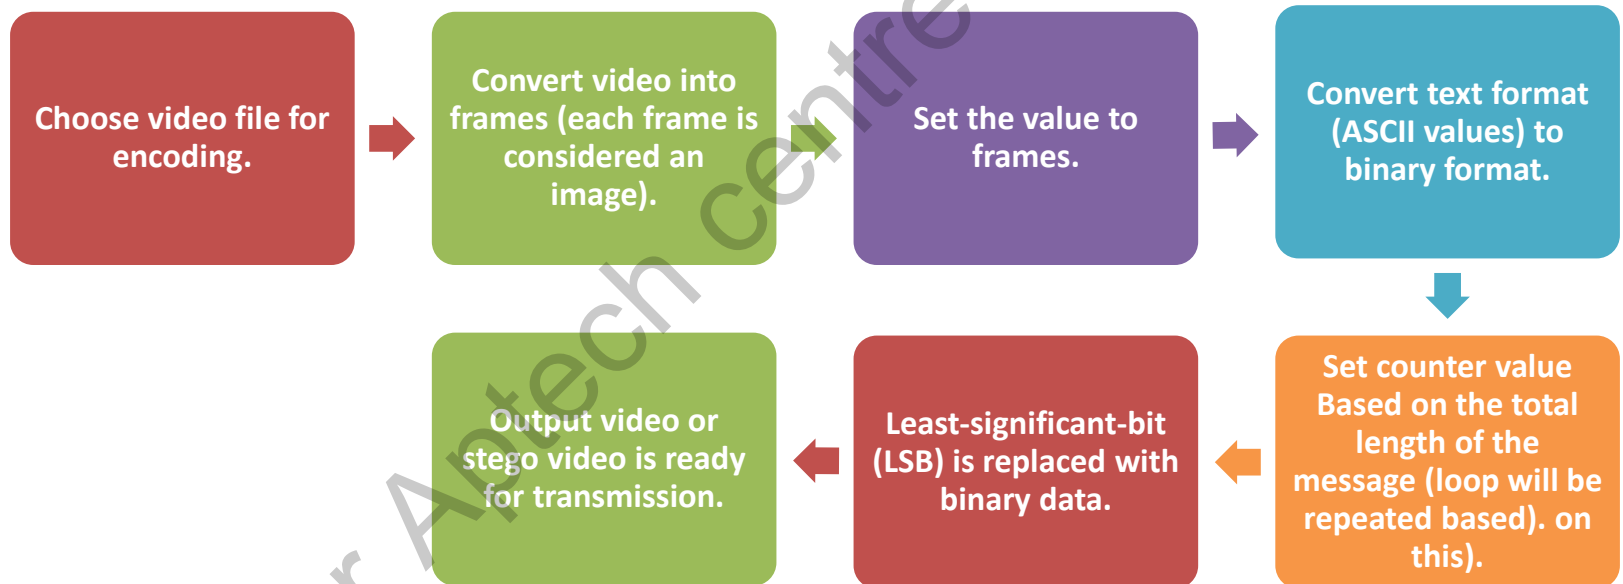 Choose video file for
encoding.
Convert video into
frames (each frame is
considered an
image).
Set the value to
frames.
Convert text format
(ASCII values) to
binary format.
Set counter value
Based on the total
length of the
message (loop will be
repeated based). on
this).
Least-significant-bit
(LSB) is replaced with
binary data.
Output video or
stego video is ready
for transmission.
Aptech centre